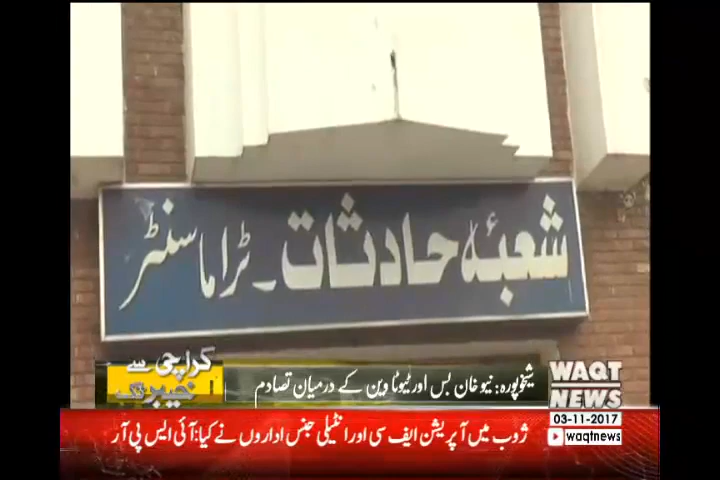 شعبۂ حادثات ۔ ٹراما سنٹر
کراچی سے
خیبر تک
شیخوپورہ: نیو خان بس اور ٹیوٹا وین کے درمیان تصادم
WAQT
NEWS
03-11-2017
waqtnews
ژوب میں آپریشن ایف سی اور انٹیلی جنس اداروں نے کیا: آئی ایس پی آر